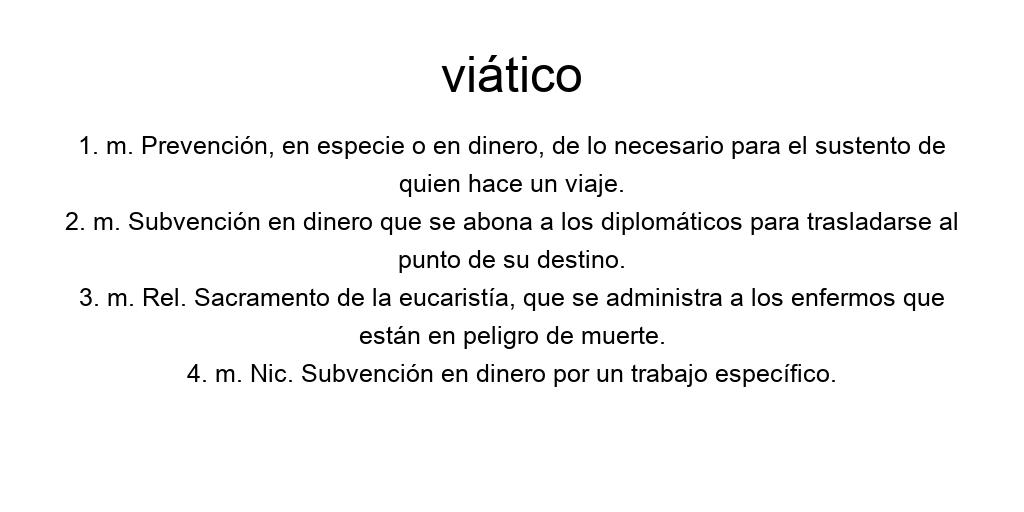 viático
1. m. Prevención, en especie o en dinero, de lo necesario para el sustento de
quien hace un viaje.
2. m. Subvención en dinero que se abona a los diplomáticos para trasladarse al
punto de su destino.
3. m. Rel. Sacramento de la eucaristía, que se administra a los enfermos que
están en peligro de muerte.
4. m. Nic. Subvención en dinero por un trabajo específico.